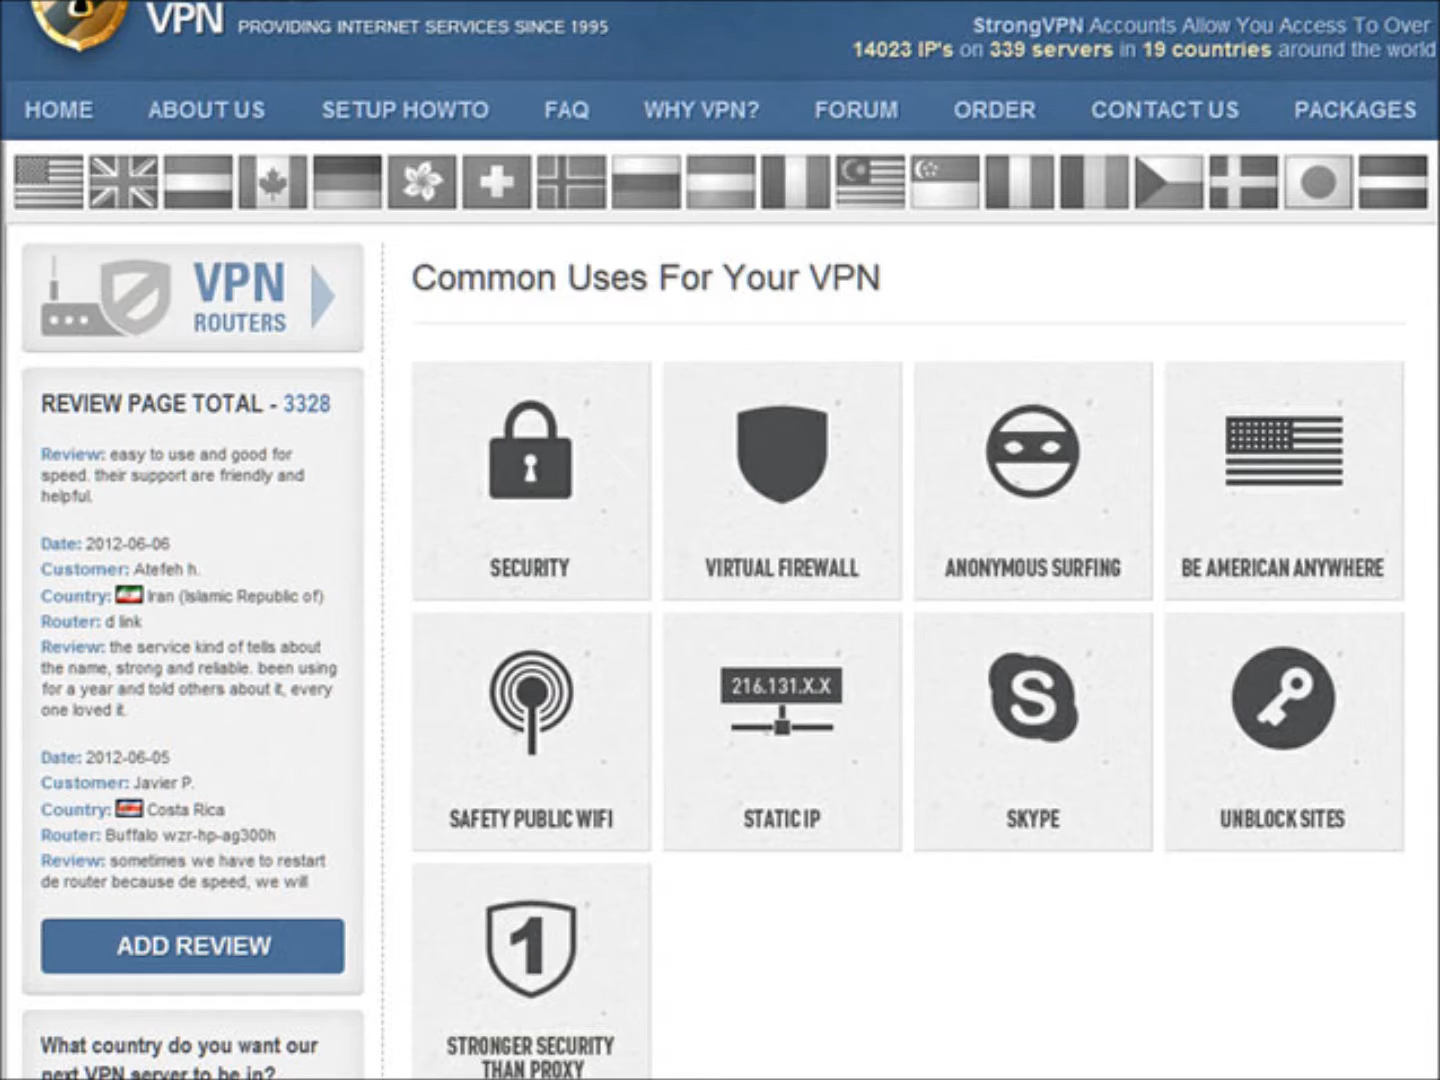 VPN PROVIDING INTERNET SERVICES SINCE 1995
StrongVPN Accounts Allow You Access To Over
14023 IP's on 339 servers in 19 countries around the world
HOME ABOUT US SETUP HOWTO FAQ WHY VPN? FORUM ORDER CONTACT US PACKAGES
VPN
ROUTERS
REVIEW PAGE TOTAL - 3328
Review: easy to use and good for
speed. their support are friendly and
helpful.
Date: 2012-06-06
Customer: Atefeh h.
Country: Iran (Islamic Republic of)
Router: d link
Review: the service kind of tells about
the name, strong and reliable. been using
for a year and told others about it, every
one loved it.
Date: 2012-06-05
Customer: Javier P.
Country: Costa Rica
Router: Buffalo wzr-hp-ag300h
Review: sometimes we have to restart
de router because de speed, we will
ADD REVIEW
What country do you want our
next VPN server to be in?
Common Uses For Your VPN
SECURITY
VIRTUAL FIREWALL
ANONYMOUS SURFING
BE AMERICAN ANYWHERE
SAFETY PUBLIC WIFI
216.131.X.X
STATIC IP
S
SKYPE
UNBLOCK SITES
1
STRONGER SECURITY
THAN PROXY